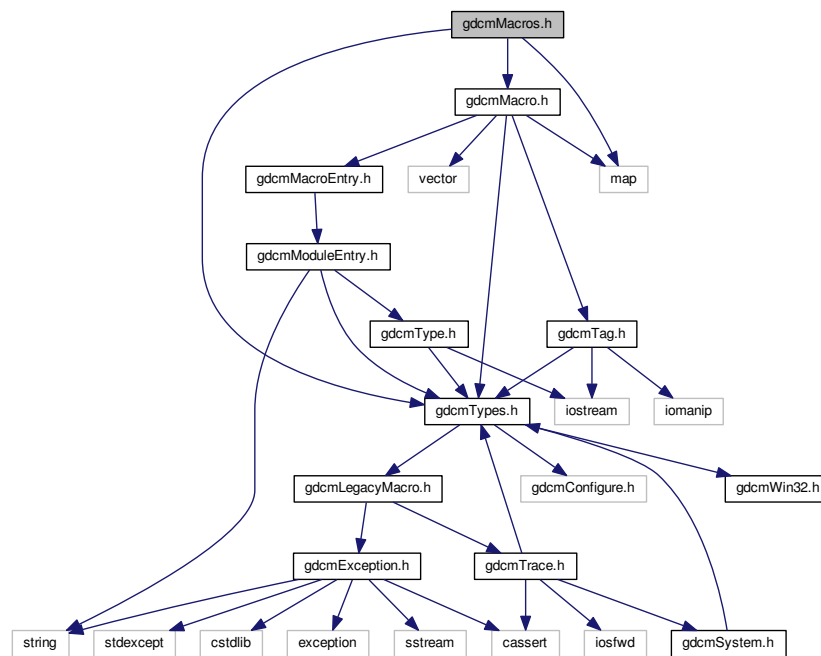 gdcmMacros.h
gdcmMacro.h
gdcmMacroEntry.h
vector
map
gdcmModuleEntry.h
gdcmType.h
gdcmTag.h
gdcmTypes.h
iostream
iomanip
gdcmLegacyMacro.h
gdcmConfigure.h
gdcmWin32.h
gdcmException.h
gdcmTrace.h
string
stdexcept
cstdlib
exception
sstream
cassert
iosfwd
gdcmSystem.h